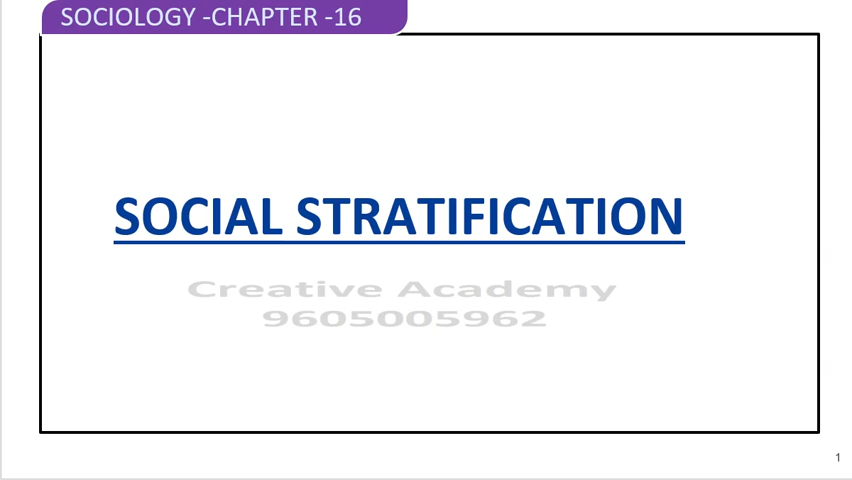 SOCIOLOGY -CHAPTER -16
SOCIAL STRATIFICATION
Creative Academy
9605005962
1